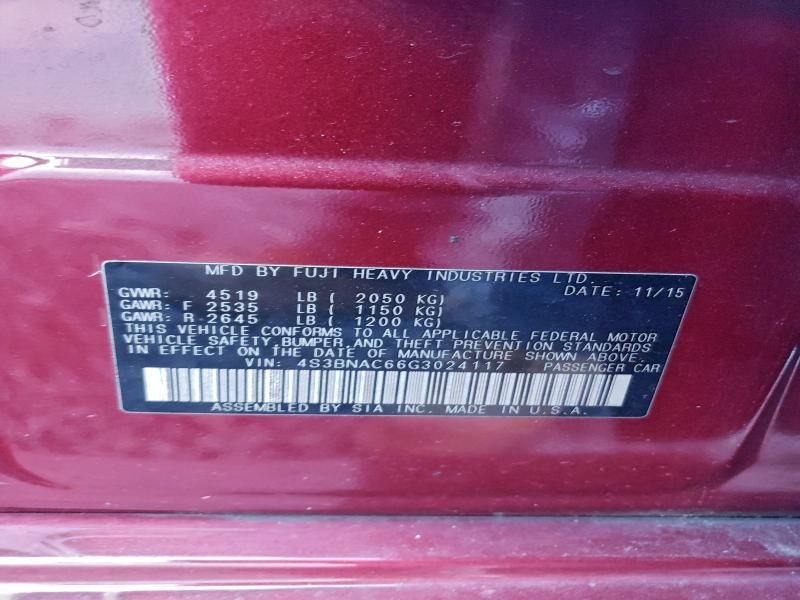 MFD BY FUJI HEAVY INDUSTRIES LTD.
DATE: 11/15
GVWR: 4519 LB ( 2050 KG)
GAWR: F 2535 LB ( 1150 KG)
GAWR: R 2645 LB ( 1200 KG)
THIS VEHICLE CONFORMS TO ALL APPLICABLE FEDERAL MOTOR
VEHICLE SAFETY,BUMPER,AND THEFT PREVENTION STANDARDS
IN EFFECT ON THE DATE OF MANUFACTURE SHOWN ABOVE.
VIN: 4S3BNAC66G3024117 PASSENGER CAR
ASSEMBLED BY SIA INC. MADE IN U.S.A.